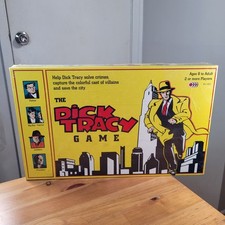 Help Dick Tracy solve crimes,
capture the colorful cast of villains
and save the city
Ages 8 to Adult
2 or more Players
THE
DICK
TRACY
GAME